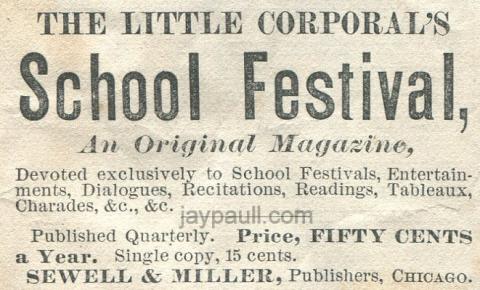 THE LITTLE CORPORAL'S
School Festival,
An Original Magazine,
Devoted exclusively to School Festivals, Entertain-
ments, Dialogues, Recitations, Readings, Tableaux,
Charades, &c., &c.
jaypaull.com
Published Quarterly. Price, FIFTY CENTS
a Year. Single copy, 15 cents.
SEWELL & MILLER, Publishers, CHICAGO.